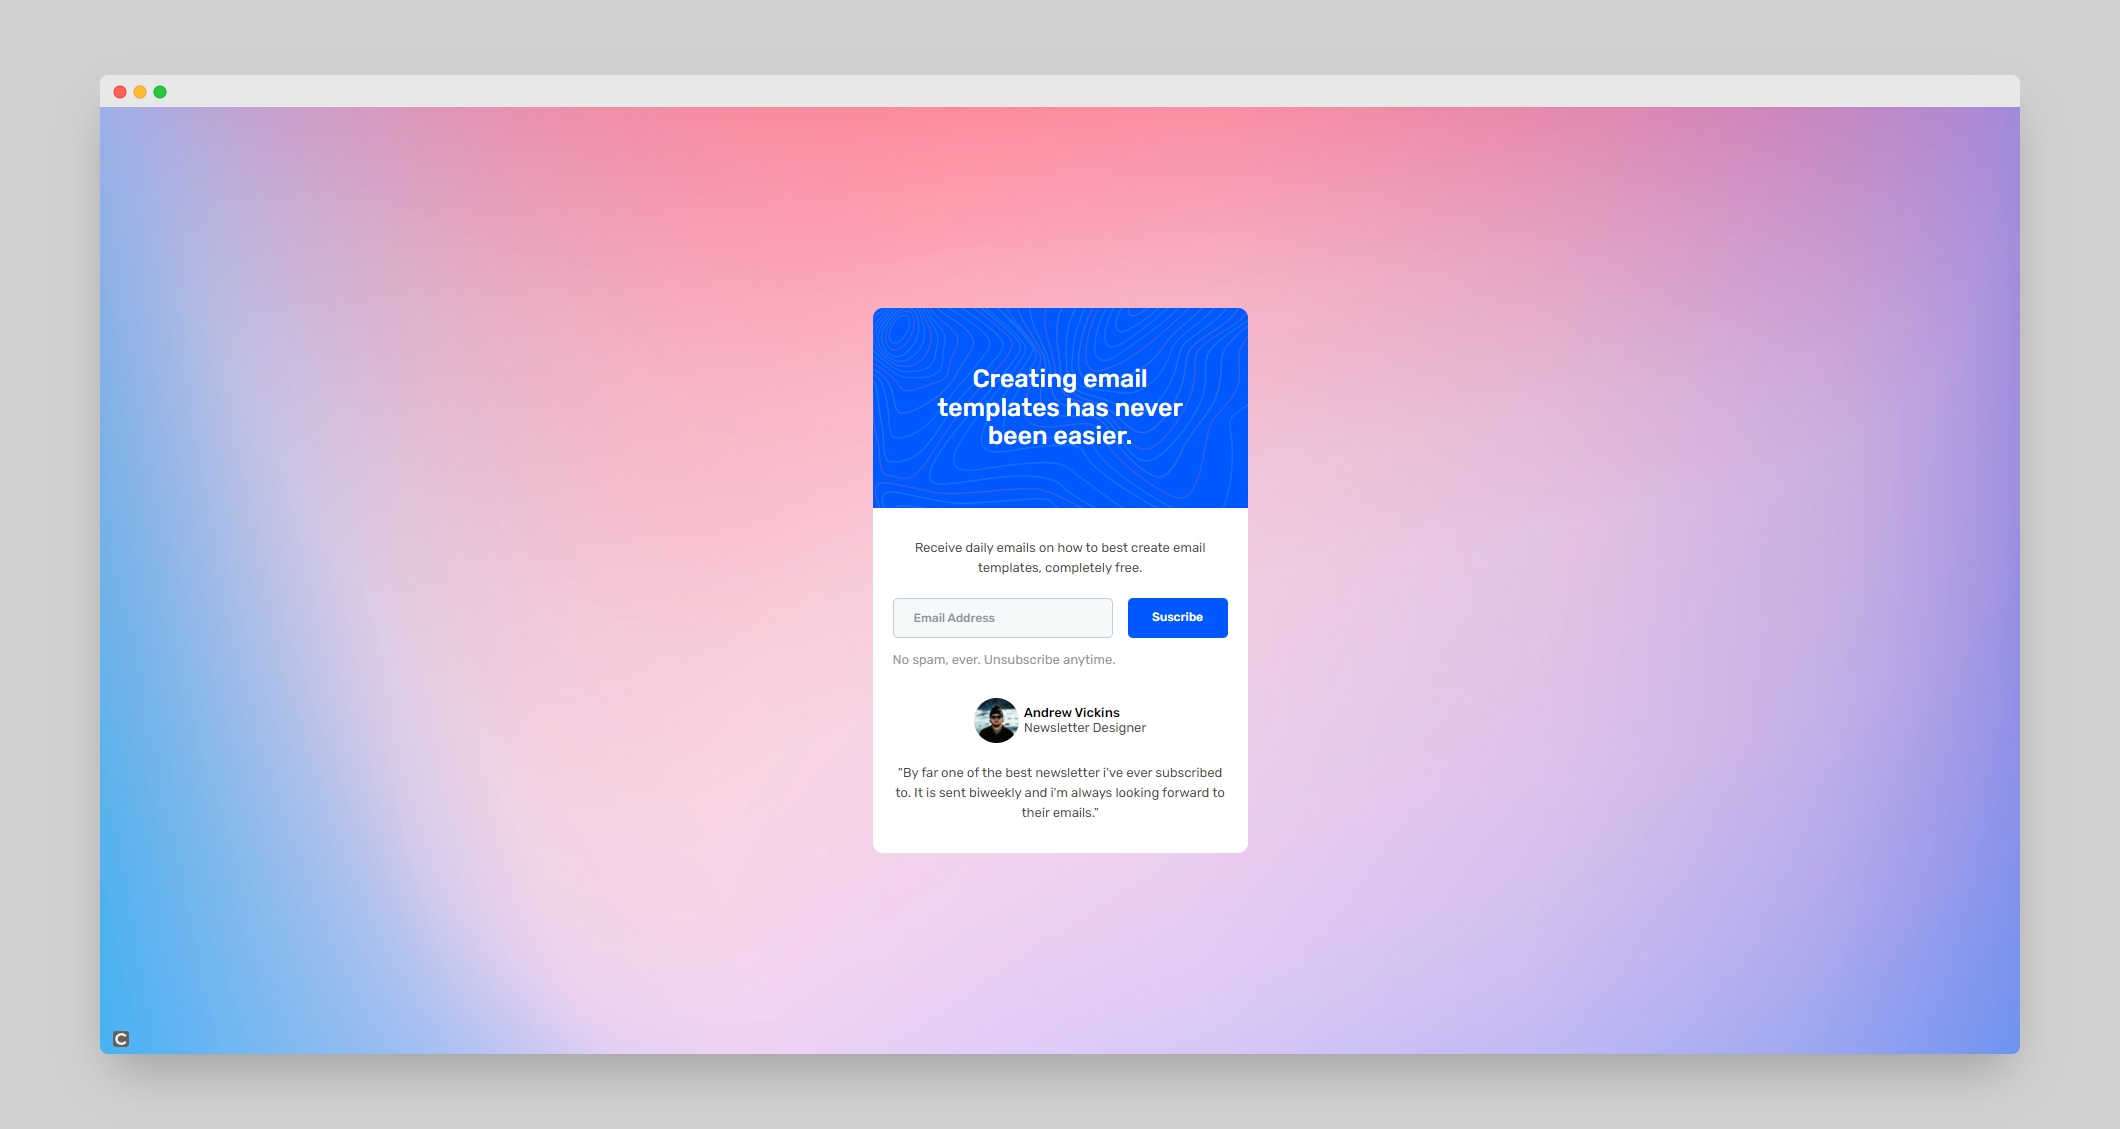 Creating email
templates has never
been easier.
Receive daily emails on how to best create email
templates, completely free.
Email Address
Suscribe
No spam, ever. Unsubscribe anytime.
Andrew Vickins
Newsletter Designer
"By far one of the best newsletter i've ever subscribed
to. It is sent biweekly and i'm always looking forward to
their emails."
C